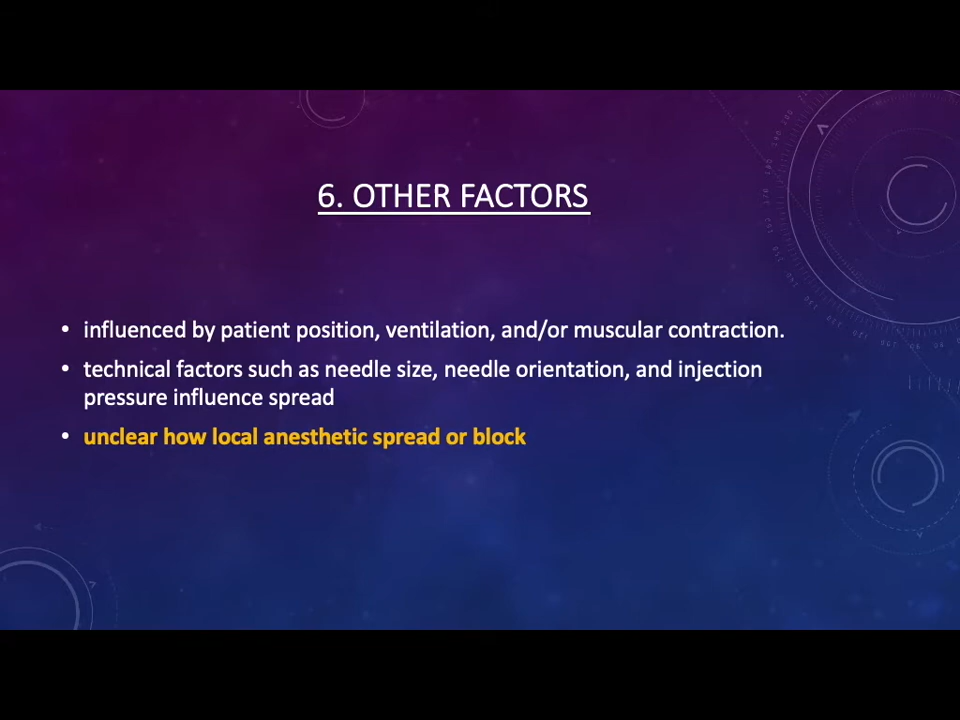 6. OTHER FACTORS
• influenced by patient position, ventilation, and/or muscular contraction.
• technical factors such as needle size, needle orientation, and injection
pressure influence spread
• unclear how local anesthetic spread or block